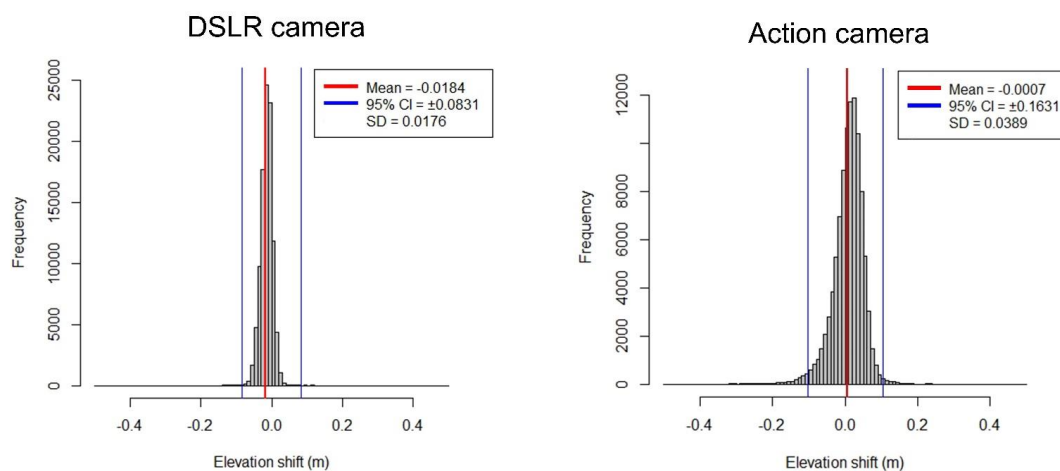 DSLR camera
Mean = -0.0184
95% CI = ±0.0831
SD = 0.0176
Frequency
25000
20000
15000
10000
5000
0
-0.4
-0.2
0.0
0.2
0.4
Elevation shift (m)
Action camera
Mean = -0.0007
95% CI = ±0.1631
SD = 0.0389
Frequency
12000
10000
8000
6000
4000
2000
0
-0.4
-0.2
0.0
0.2
0.4
Elevation shift (m)